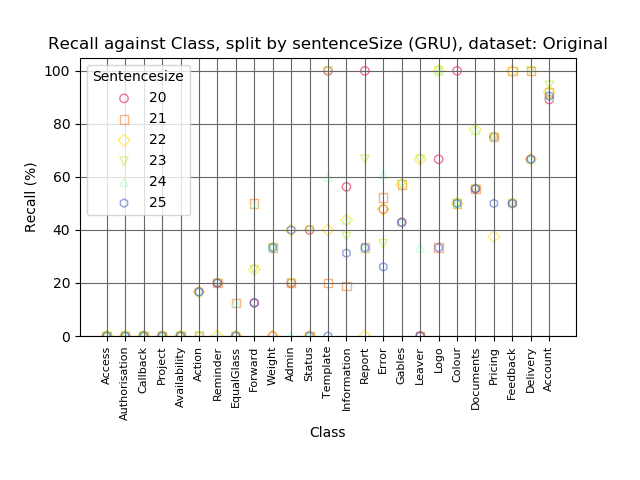 Recall against Class, split by sentenceSize (GRU), dataset: Original
Recall (%)
100
80
60
40
20
0
Sentencesize
20
21
22
23
24
25
Access
Authorisation
Callback
Project
Availability
Action
Reminder
EqualGlass
Forward
Weight
Admin
Status
Template
Information
Report
Error
Gables
Leaver
Logo
Colour
Documents
Pricing
Feedback
Delivery
Account
Class